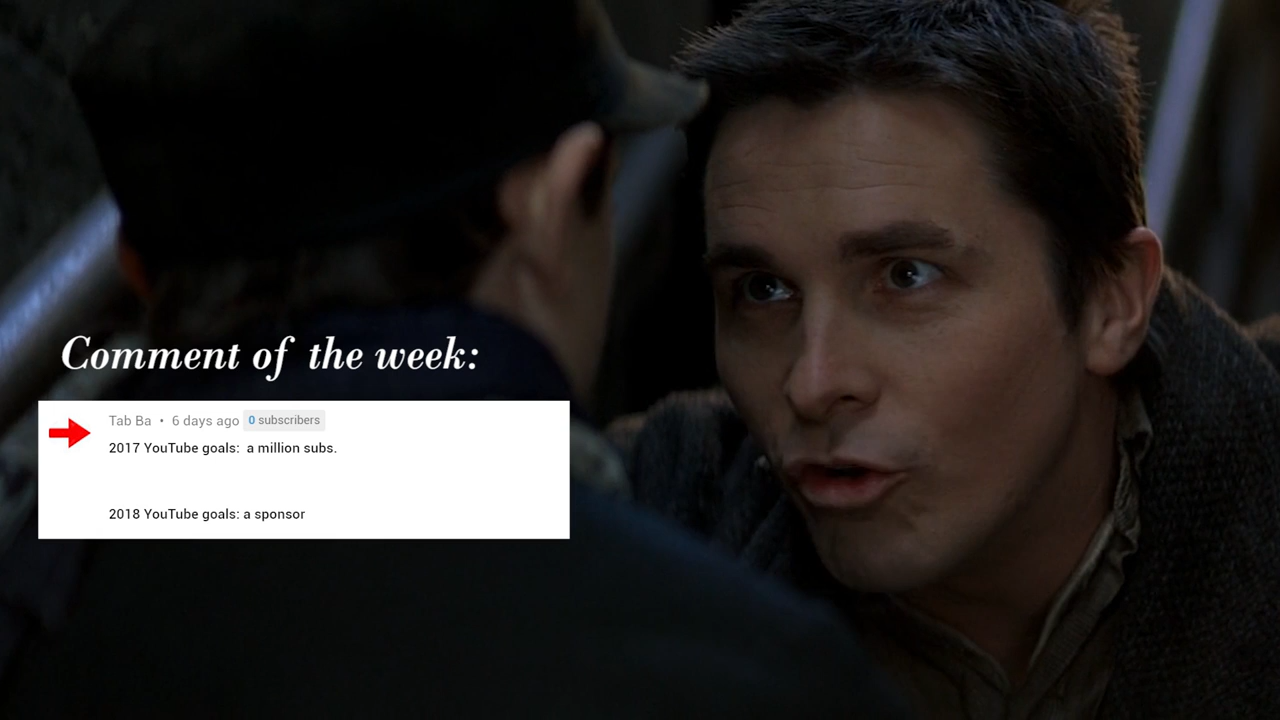 Comment of the week:
Tab Ba • 6 days ago 0 subscribers
2017 YouTube goals: a million subs.
2018 YouTube goals: a sponsor